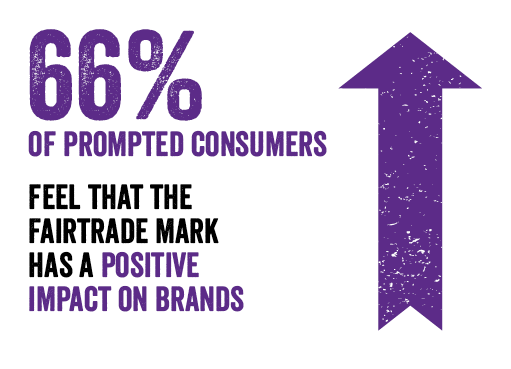 66%
OF PROMPTED CONSUMERS
FEEL THAT THE
FAIRTRADE MARK
HAS A POSITIVE
IMPACT ON BRANDS